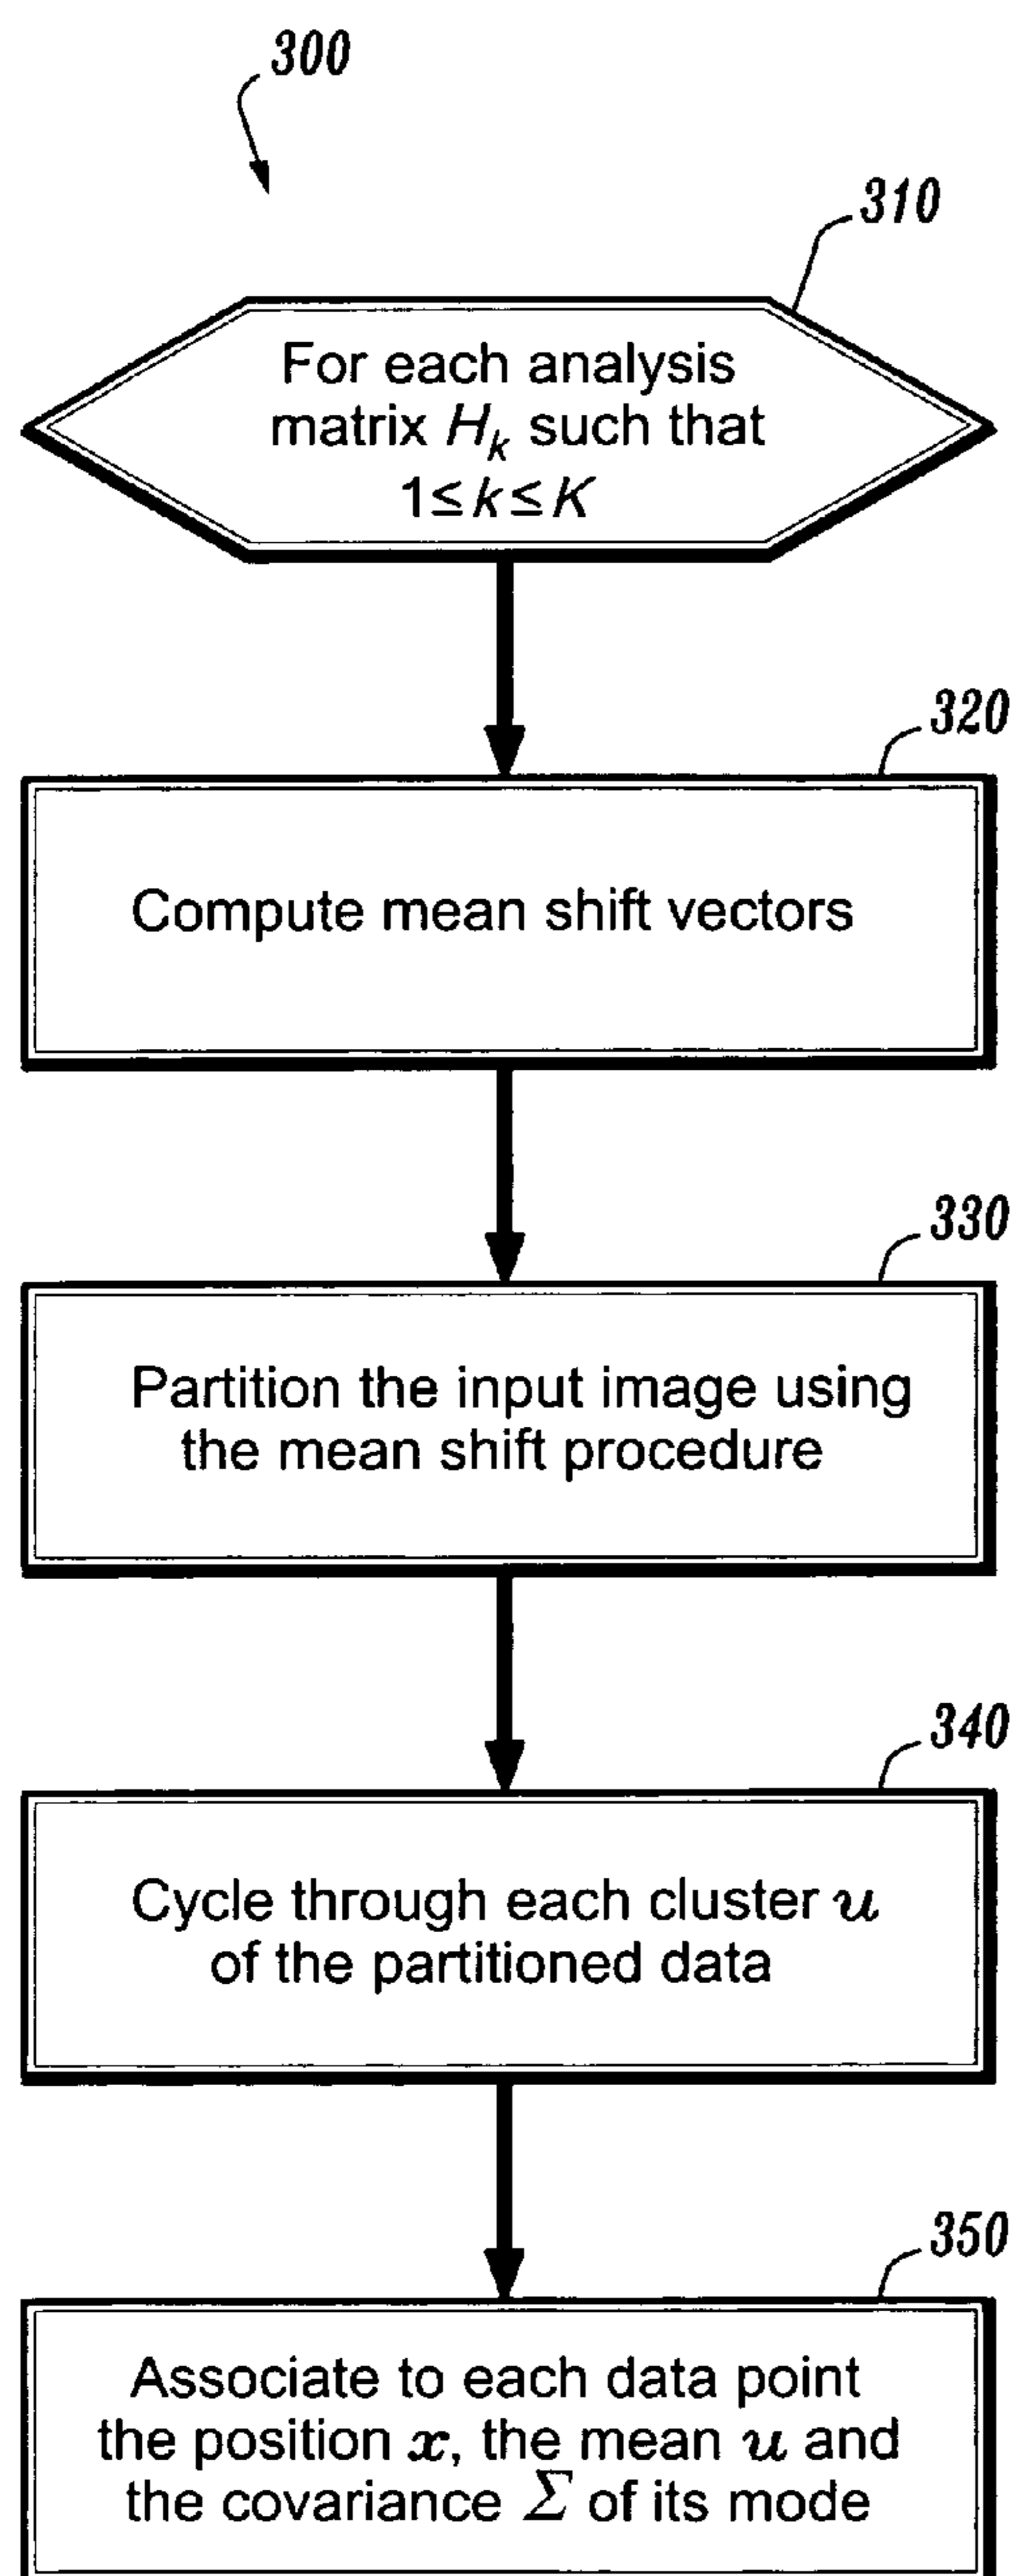 300
310
For each analysis
matrix Hk such that
1≤k≤K
320
Compute mean shift vectors
330
Partition the input image using
the mean shift procedure
340
Cycle through each cluster u
of the partitioned data
350
Associate to each data point
the position x, the mean u and
the covariance Σ of its mode